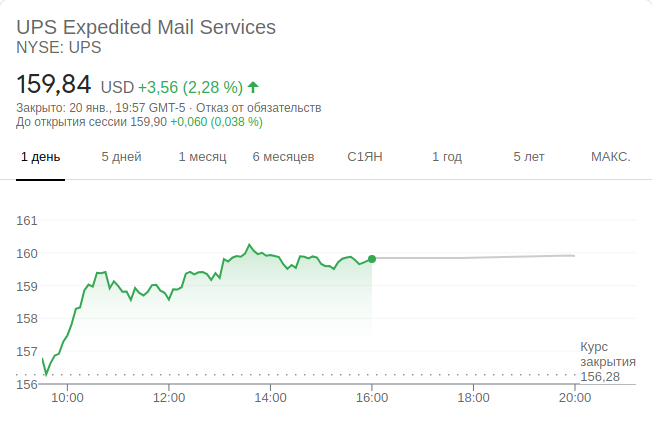 UPS Expedited Mail Services
NYSE: UPS
159,84 USD +3,56 (2,28 %)
Закрыто: 20 янв., 19:57 GMT-5 · Отказ от обязательств
До открытия сессии 159,90 +0,060 (0,038 %)
1 день 5 дней 1 месяц 6 месяцев С1ЯН 1 год 5 лет МАКС.
161
160
159
158
157
156
Курс
закрытия
156,28
10:00 12:00 14:00 16:00 18:00 20:00